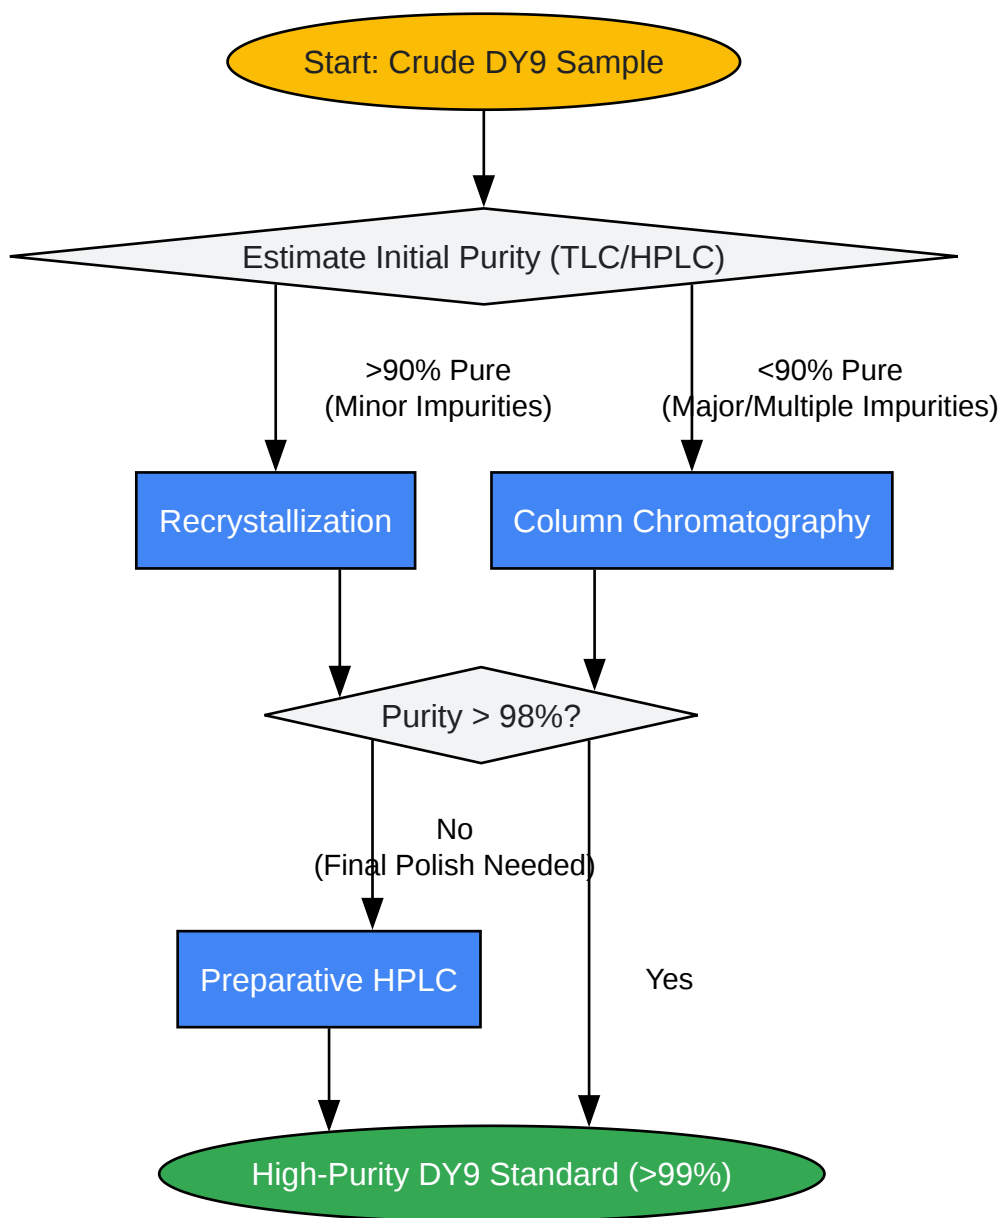 Start: Crude DY9 Sample
Estimate Initial Purity (TLC/HPLC)
>90% Pure
(Minor Impurities)
<90% Pure
(Major/Multiple Impurities)
Recrystallization
Column Chromatography
Purity > 98%?
No
(Final Polish Needed)
Preparative HPLC
Yes
High-Purity DY9 Standard (>99%)